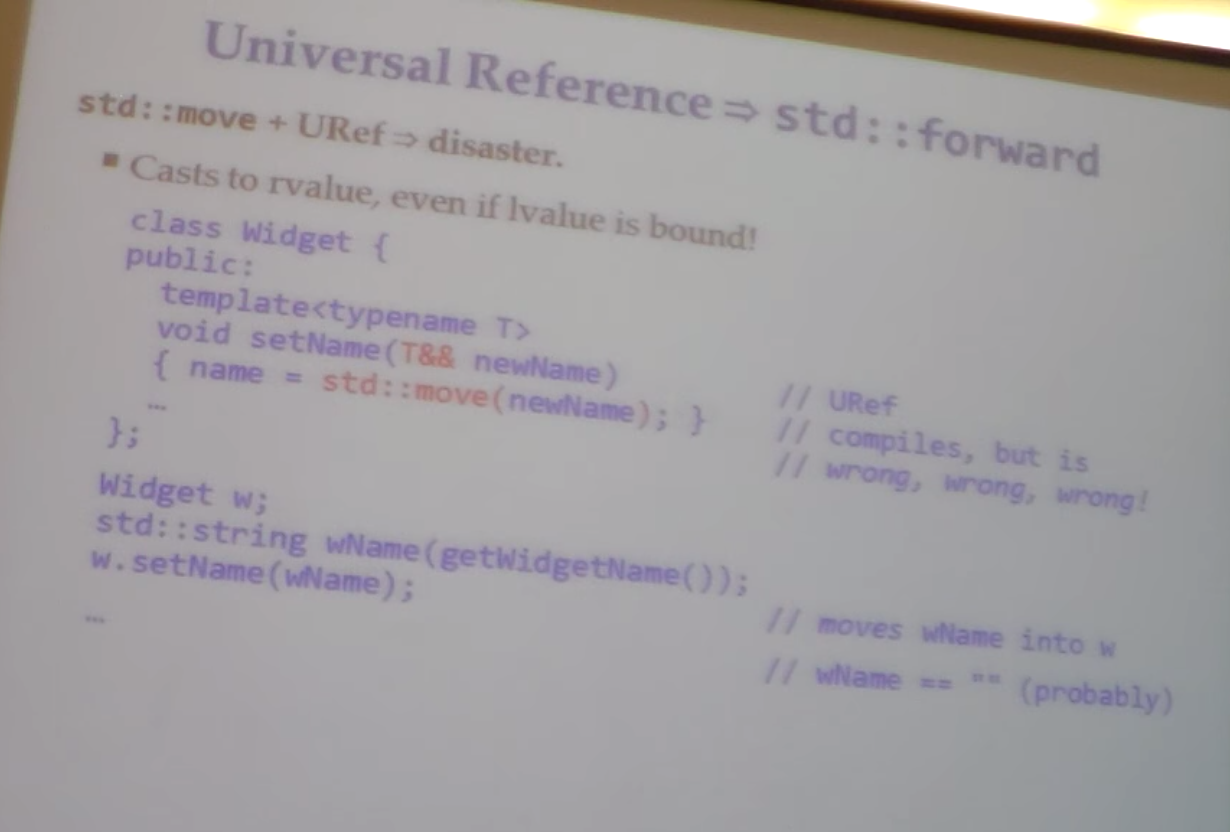 Universal Reference ⇒ std::forward
std::move + URef ⇒ disaster.
▪ Casts to rvalue, even if lvalue is bound!
class Widget {
public:
template<typename T>
void setName(T&& newName) // URef
{ name = std::move(newName); } // compiles, but is
… // wrong, wrong, wrong!
};
Widget w;
std::string wName(getWidgetName());
w.setName(wName); // moves wName into w
… // wName == "" (probably)